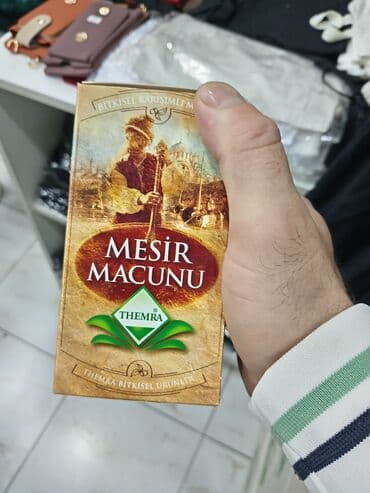 BİTKİSEL KARIŞIMLI M
MESİR
MACUNU
THEMRA
®
THEMRA BİTKİSEL ÜRÜNLER